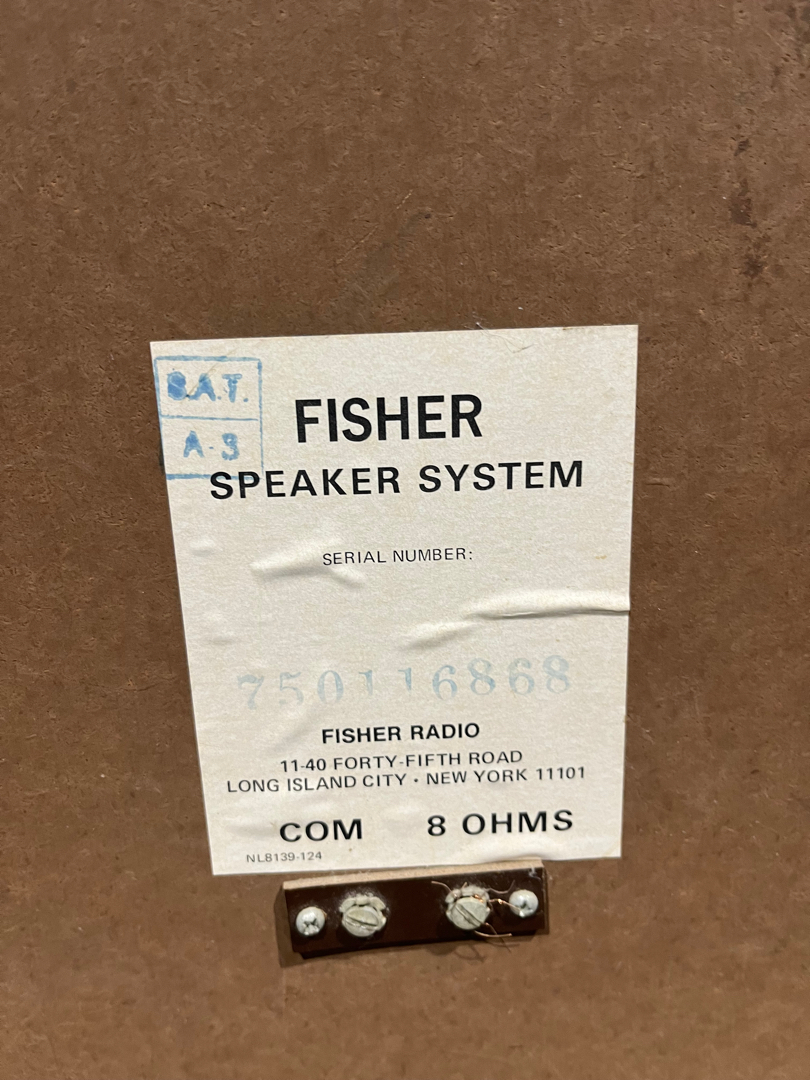 S.A.T.
A-3
FISHER
SPEAKER SYSTEM
SERIAL NUMBER:
750116868
FISHER RADIO
11-40 FORTY-FIFTH ROAD
LONG ISLAND CITY • NEW YORK 11101
COM 8 OHMS
NL8139-124